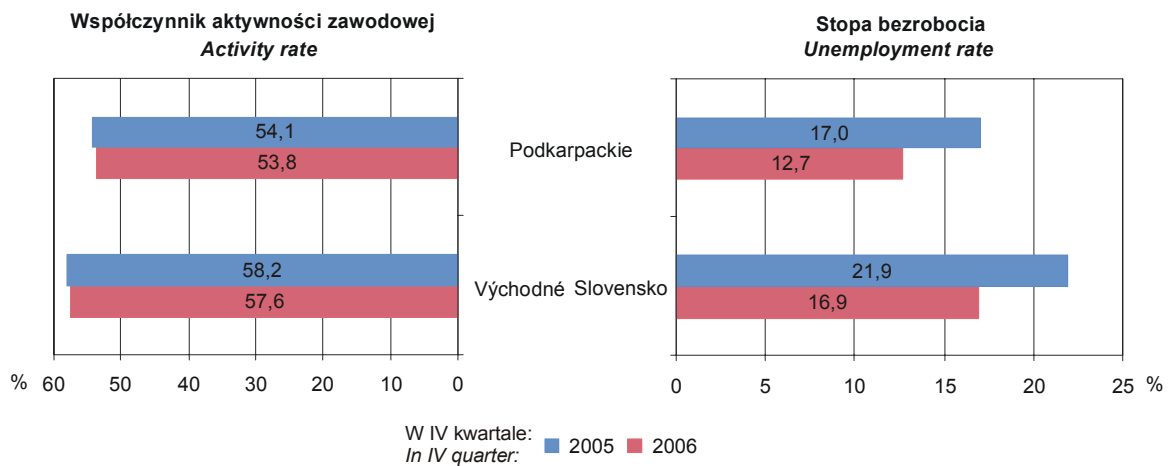 Współczynnik aktywności zawodowej
Activity rate
54,1
53,8
58,2
57,6
% 60 50 40 30 20 10 0
Podkarpackie
Východné Slovensko
Stopa bezrobocia
Unemployment rate
17,0
12,7
21,9
16,9
0 5 10 15 20 25 %
W IV kwartale: 2005 2006
In IV quarter: